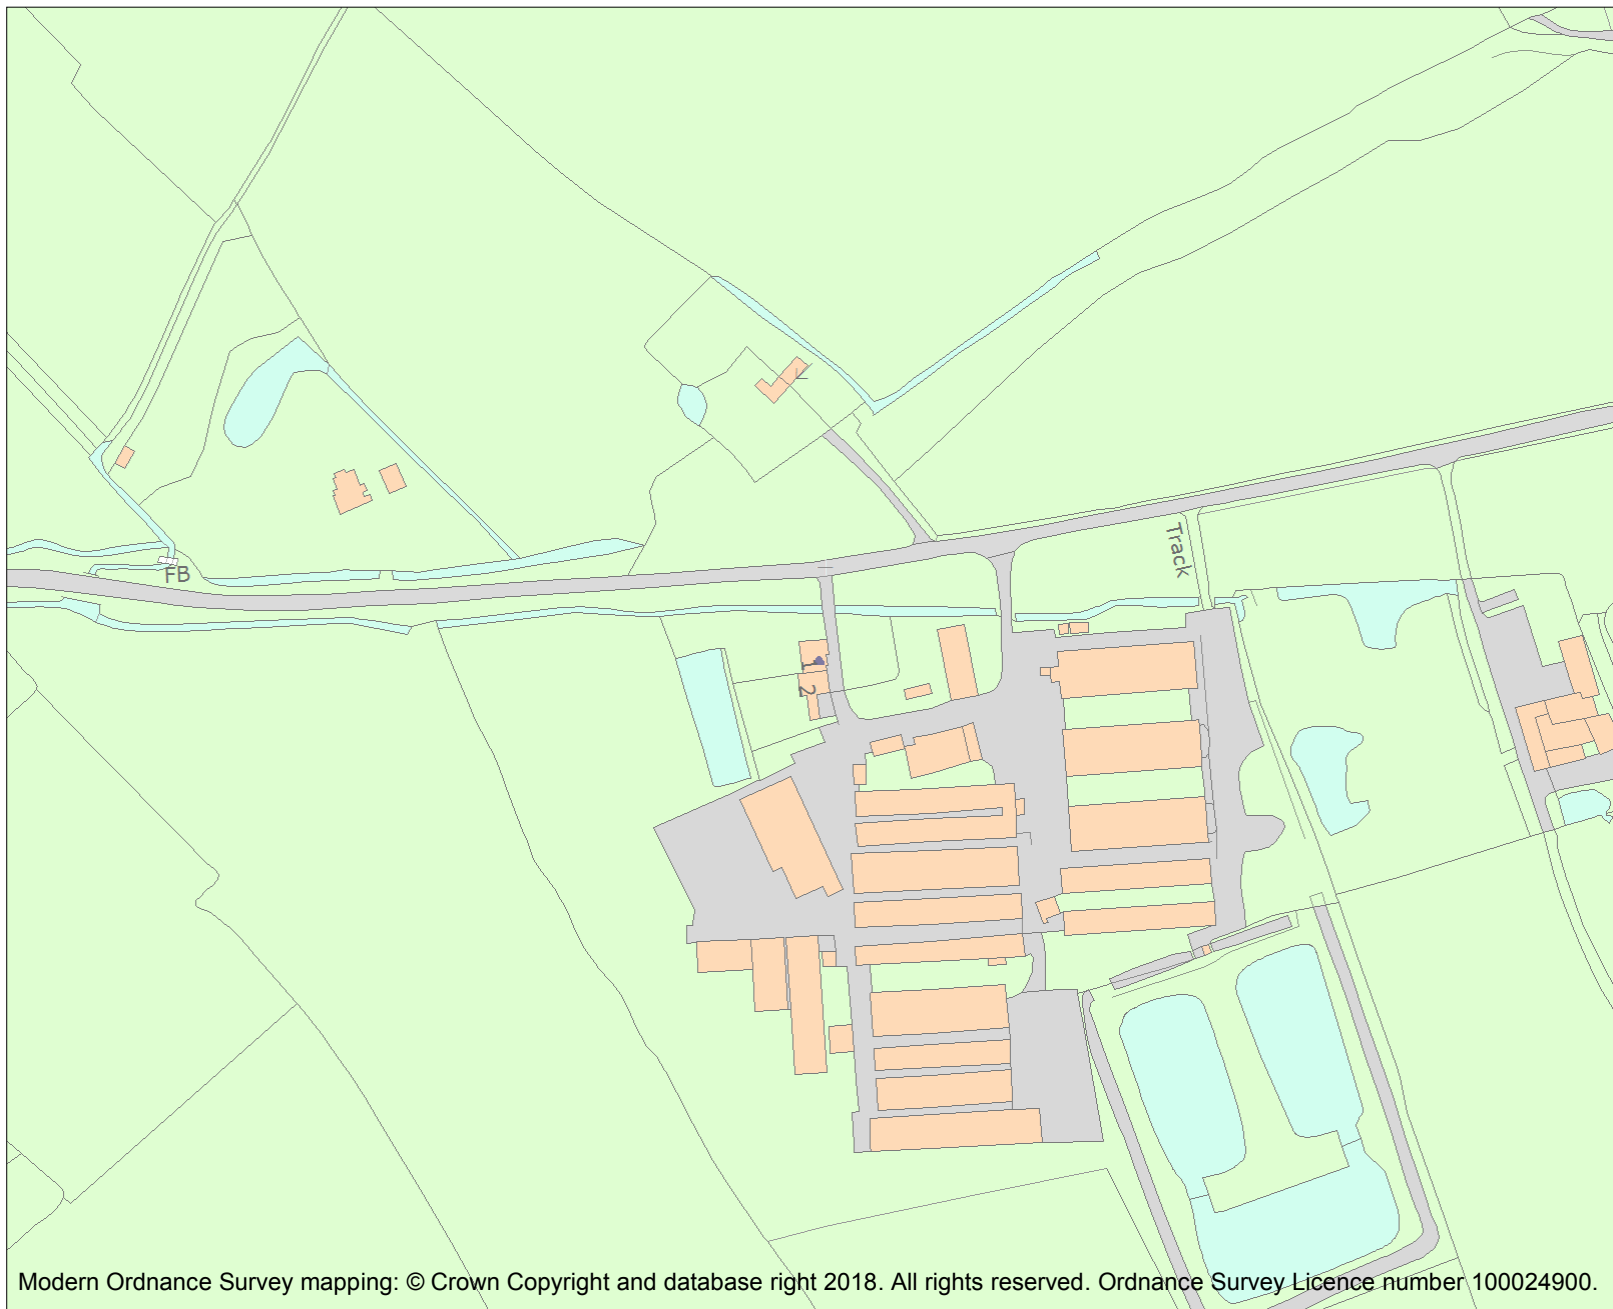 Track
FB
1
2
Modern Ordnance Survey mapping: © Crown Copyright and database right 2018. All rights reserved. Ordnance Survey Licence number 100024900.